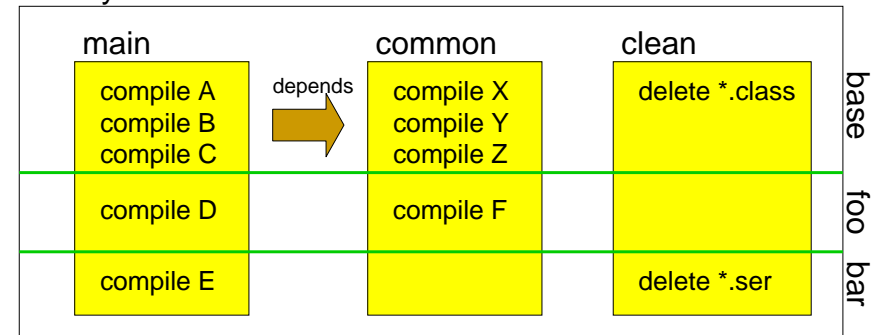 main
common
clean
compile A
compile B
compile C
depends
compile X
compile Y
compile Z
delete *.class
base
compile D
compile F
foo
compile E
delete *.ser
bar